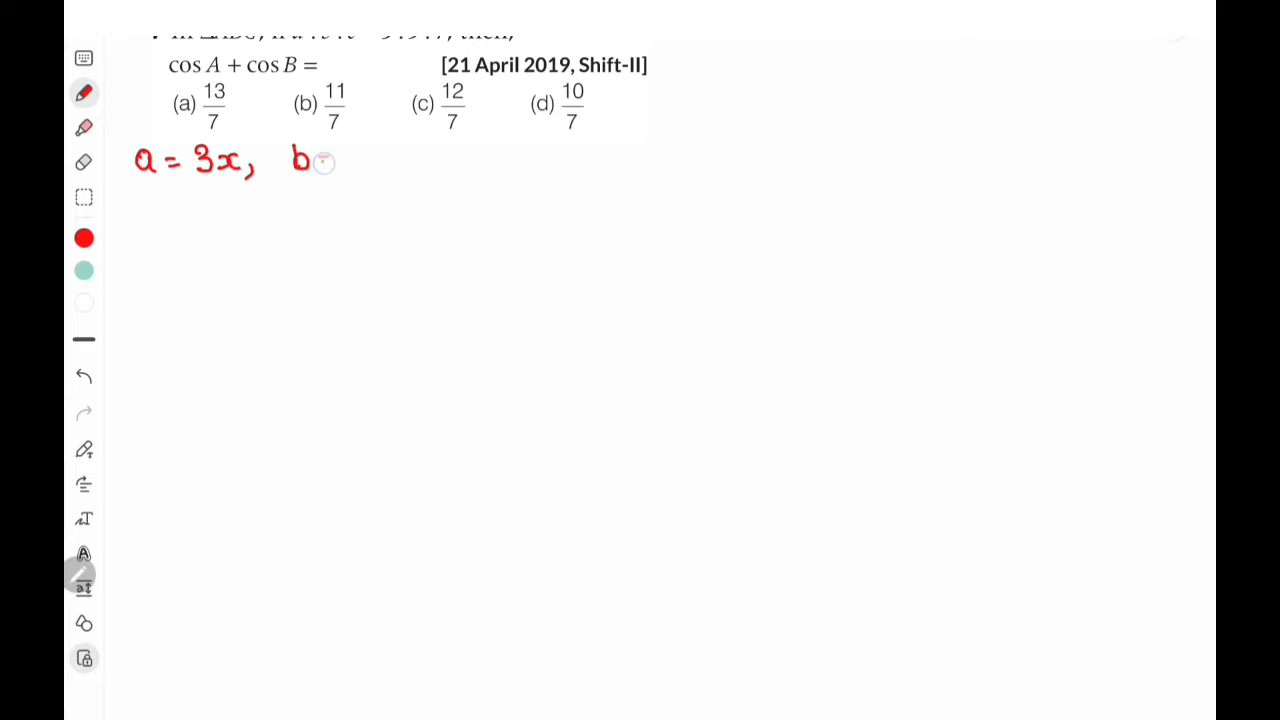 cos A + cos B = [21 April 2019, Shift-II]
(a) 13/7 (b) 11/7 (c) 12/7 (d) 10/7
a = 3x, b =